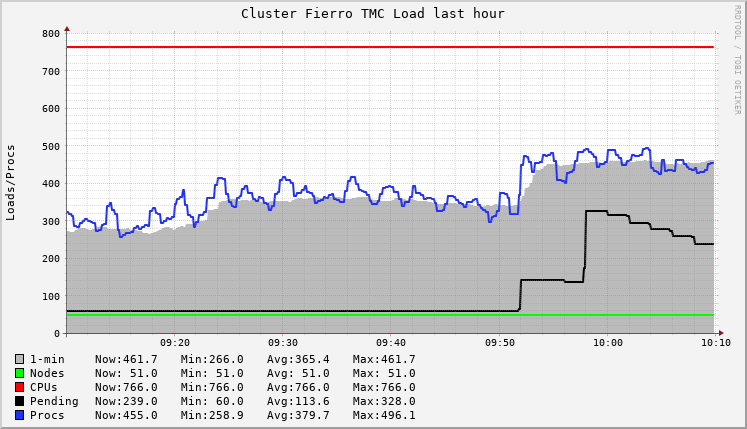 Cluster Fierro TMC Load last hour
RRDTOOL / TOBI OETIKER
Loads/Procs
800
700
600
500
400
300
200
100
0
09:20 09:30 09:40 09:50 10:00 10:10
1-min Now:461.7 Min:266.0 Avg:365.4 Max:461.7
Nodes Now: 51.0 Min: 51.0 Avg: 51.0 Max: 51.0
CPUs Now:766.0 Min:766.0 Avg:766.0 Max:766.0
Pending Now:239.0 Min: 60.0 Avg:113.6 Max:328.0
Procs Now:455.0 Min:258.9 Avg:379.7 Max:496.1